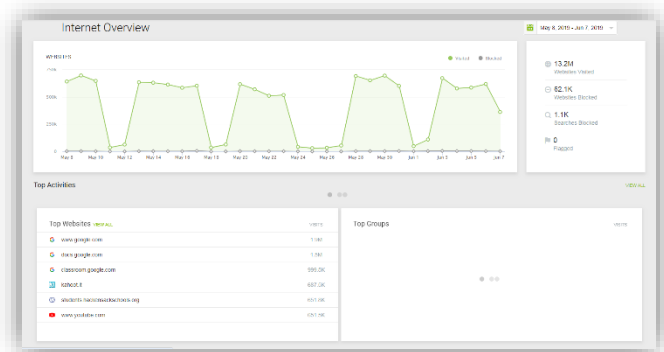 Internet Overview
May 8, 2019 - Jun 7, 2019
WEBSITES
Visited
Blocked
750K
500K
250K
0
May 8 May 10 May 12 May 14 May 16 May 18 May 20 May 22 May 24 May 26 May 28 May 30 Jun 1 Jun 3 Jun 5 Jun 7
13.2M
Websites Visited
62.1K
Websites Blocked
1.1K
Searches Blocked
0
Flagged
Top Activities
VIEW ALL
Top Websites VIEW ALL
VISITS
www.google.com
docs.google.com
classroom.google.com
kahoot.it
www.youtube.com
Top Groups
VISITS